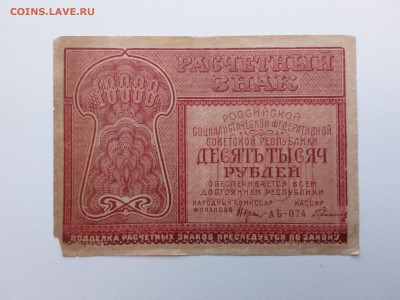 COINS.LAVE.RU
10000
РАСЧЕТНЫЙ
ЗНАК
РОССИЙСКОЙ
СОЦИАЛИСТИЧЕСКОЙ ФЕДЕРАТИВНОЙ
СОВЕТСКОЙ РЕСПУБЛИКИ
ДЕСЯТЬ ТЫСЯЧ
РУБЛЕЙ
ОБЕСПЕЧИВАЕТСЯ ВСЕМ
ДОСТОЯНИЕМ РЕСПУБЛИКИ
НАРОДНЫЙ КОМИССАР КАССИР
ФИНАНСОВ АБ-074
ПОДДЕЛКА РАСЧЕТНЫХ ЗНАКОВ ПРЕСЛЕДУЕТСЯ ПО ЗАКОНУ